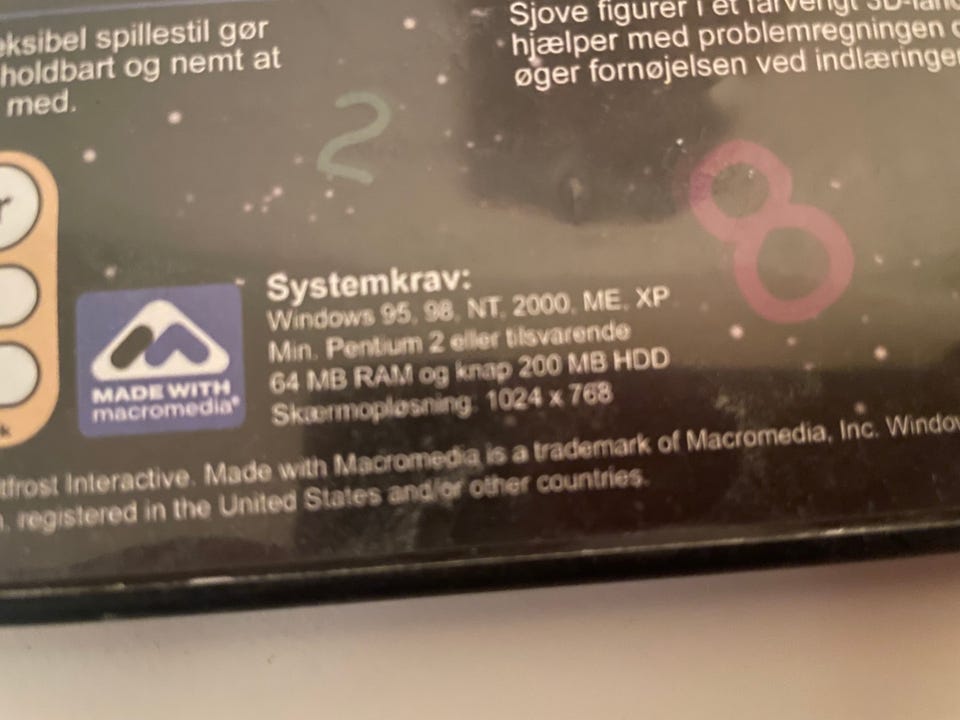 eksibel spillestil gør
holdbart og nemt at
med.
Sjove figurer i et farverigt 3D-land
hjælper med problemregningen
øger fornøjelsen ved indlæringen
2
8
r
k
MADE WITH
macromedia®
Systemkrav:
Windows 95, 98, NT, 2000, ME, XP
Min. Pentium 2 eller tilsvarende
64 MB RAM og knap 200 MB HDD
Skærmopløsning: 1024 x 768
tfrost Interactive. Made with Macromedia is a trademark of Macromedia, Inc. Window
registered in the United States and/or other countries.